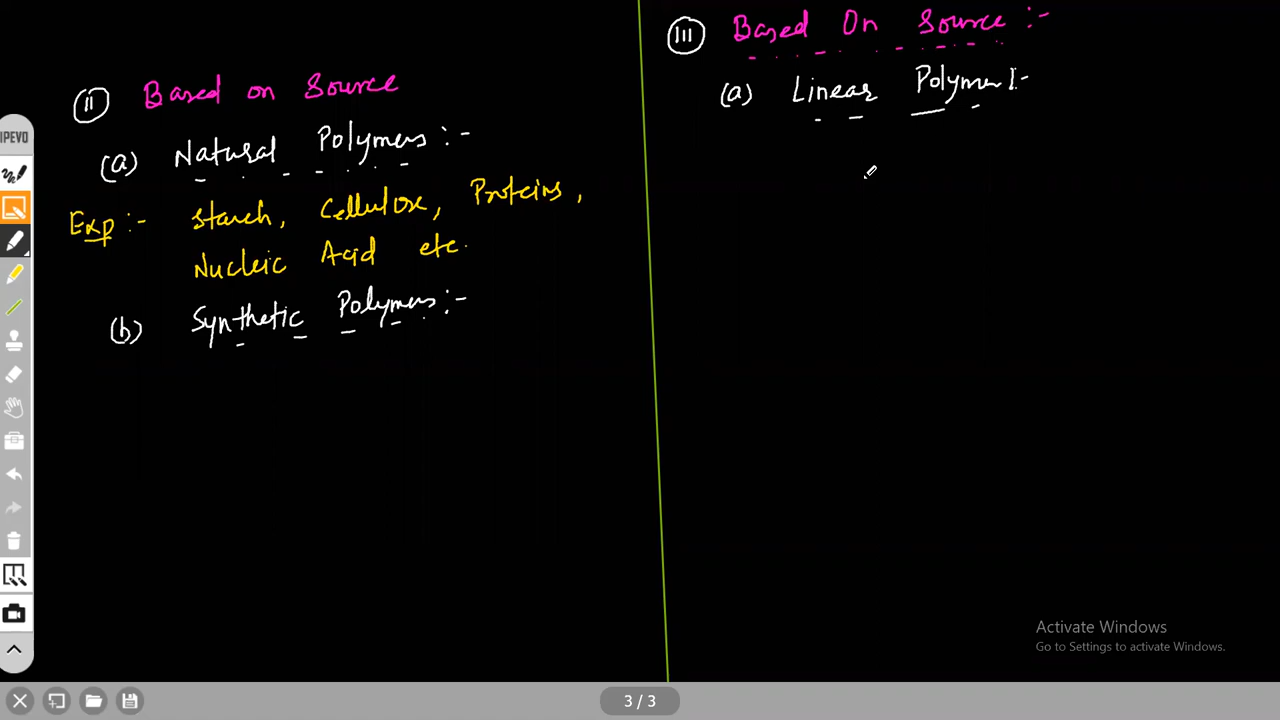 II Based on Source
(a) Natural Polymers :-
Exp :- Starch, Cellulose, Proteins,
Nucleic Acid etc.
(b) Synthetic Polymers :-
III Based On Source :-
(a) Linear Polymer :-
IPEVO
Activate Windows
Go to Settings to activate Windows.
3 / 3